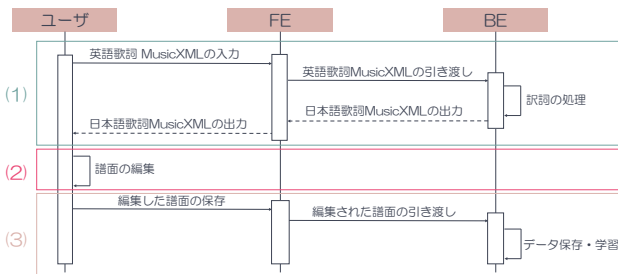 ユーザ
FE
BE
(1)
英語歌詞 MusicXMLの入力
英語歌詞MusicXMLの引き渡し
訳詞の処理
日本語歌詞MusicXMLの出力
日本語歌詞MusicXMLの出力
(2)
譜面の編集
(3)
編集した譜面の保存
編集された譜面の引き渡し
データ保存・学習